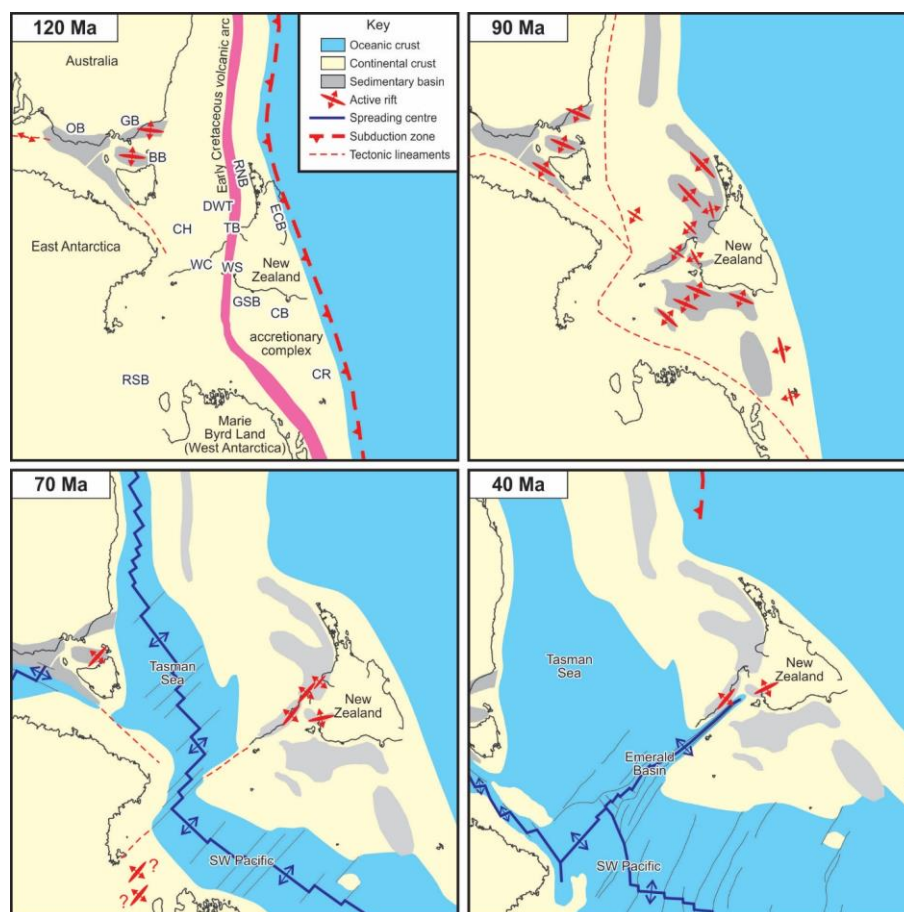 120 Ma
Australia
OB
GB
BB
East Antarctica
Early Cretaceous volcanic arc
RNB
DWT
ECB
TB
CH
WC
WS
New
Zealand
GSB
CB
accretionary
complex
CR
RSB
Marie
Byrd Land
(West Antarctica)
Key
Oceanic crust
Continental crust
Sedimentary basin
Active rift
Spreading centre
Subduction zone
Tectonic lineaments
90 Ma
New
Zealand
70 Ma
Tasman
Sea
New
Zealand
SW Pacific
?
?
40 Ma
Tasman
Sea
New
Zealand
Emerald
Basin
SW Pacific